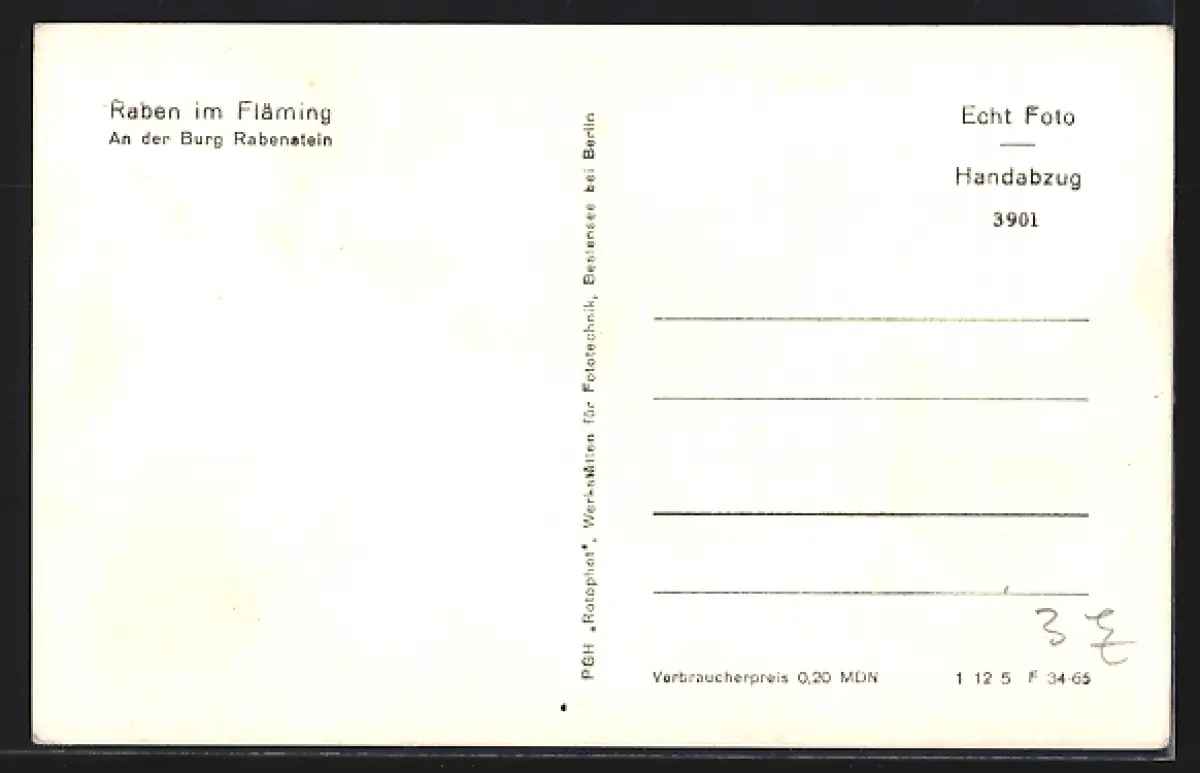 Raben im Fläming
An der Burg Rabenstein
PGH „Rotophot“, Werkstätten für Fototechnik, Bestensee bei Berlin
Echt Foto
Handabzug
3901
Verbraucherpreis 0,20 MDN
1 12 5 F 34-65
3